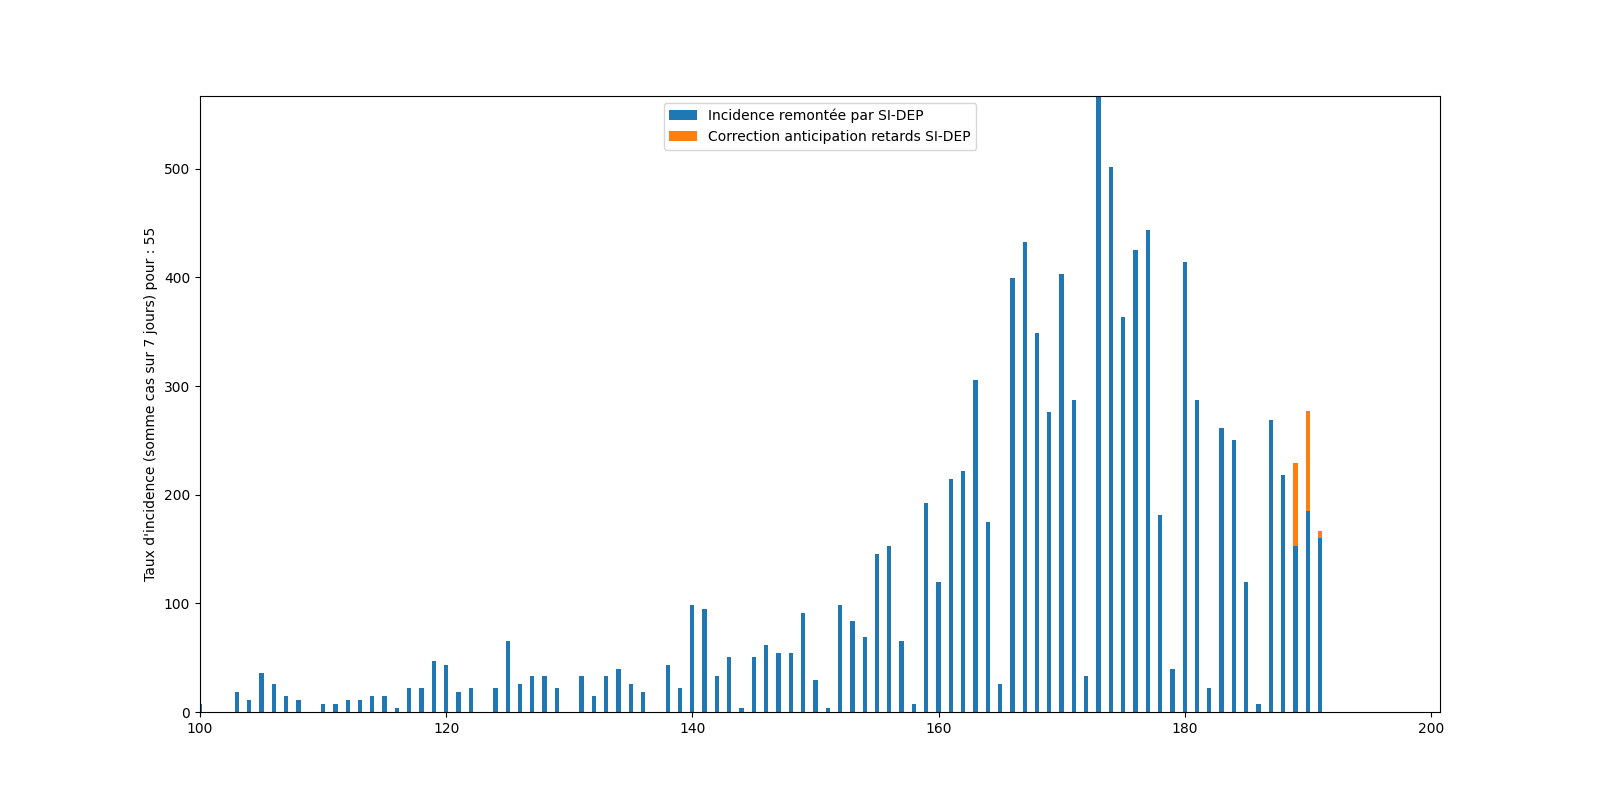 Incidence remontée par SI-DEP
Correction anticipation retards SI-DEP
Taux d'incidence (somme cas sur 7 jours) pour : 55
500
400
300
200
100
0
100 120 140 160 180 200